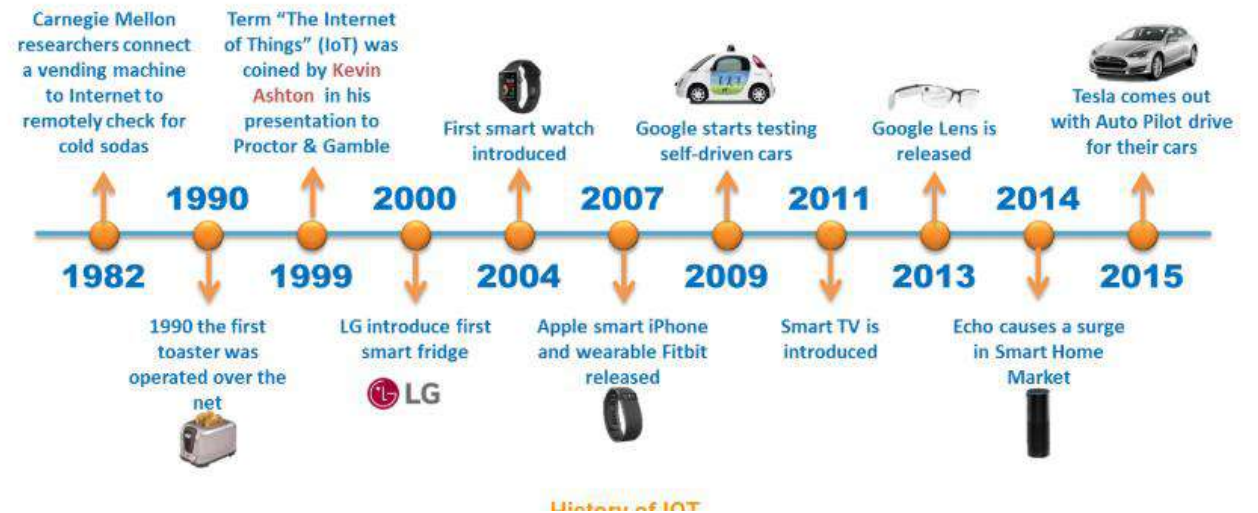 Carnegie Mellon
researchers connect
a vending machine
to Internet to
remotely check for
cold sodas
Term “The Internet
of Things” (IoT) was
coined by Kevin
Ashton in his
presentation to
Proctor & Gamble
First smart watch
introduced
Google starts testing
self-driven cars
Google Lens is
released
Tesla comes out
with Auto Pilot drive
for their cars
1990
2000
2007
2011
2014
1982
1999
2004
2009
2013
2015
1990 the first
toaster was
operated over the
net
LG introduce first
smart fridge
LG
Apple smart iPhone
and wearable Fitbit
released
Smart TV is
introduced
Echo causes a surge
in Smart Home
Market
History of IOT